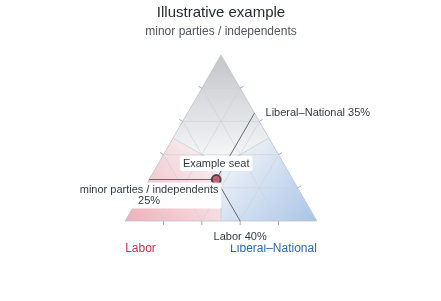 Illustrative example
minor parties / independents
Liberal–National 35%
Example seat
minor parties / independents
25%
Labor 40%
Labor
Liberal–National